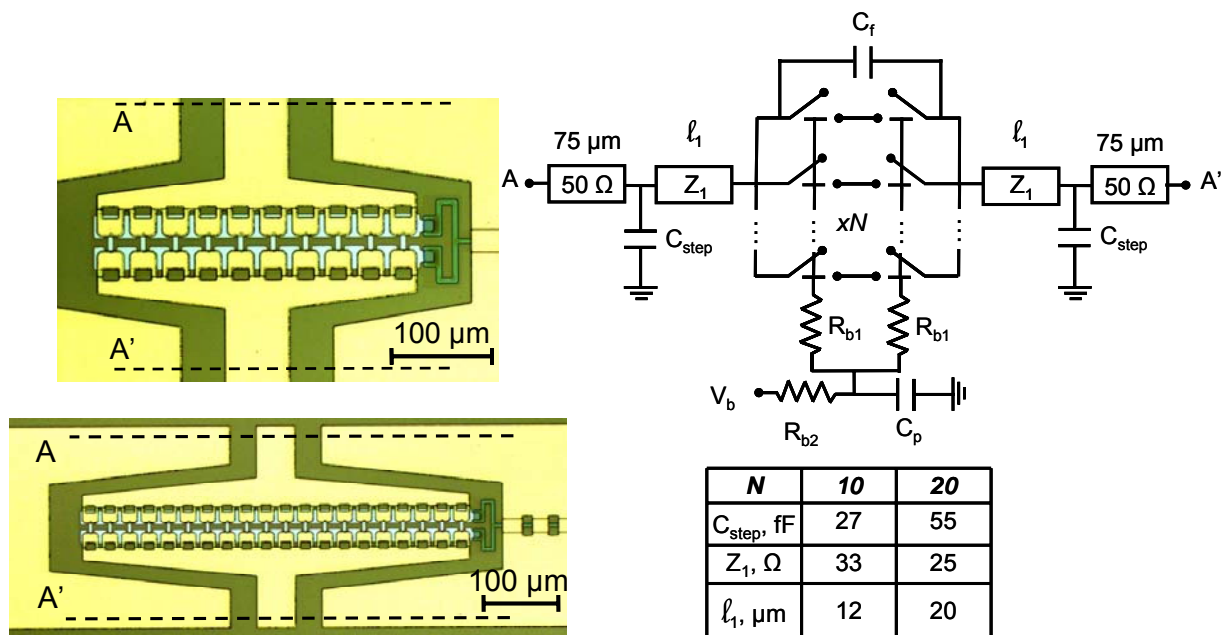 A
A'
100 μm
A
A'
100 μm
C_f
75 μm
ℓ_1
ℓ_1
75 μm
A
50 Ω
Z_1
Z_1
50 Ω
A'
C_step
xN
C_step
R_b1
R_b1
V_b
R_b2
C_p
N 10 20
C_step, fF 27 55
Z_1, Ω 33 25
ℓ_1, μm 12 20